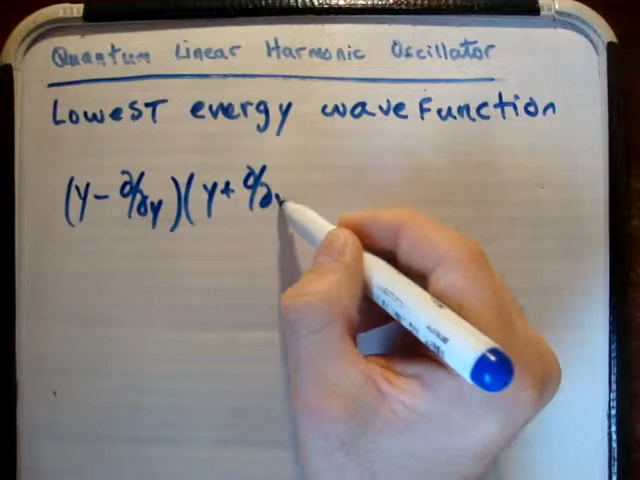 Quantum Linear Harmonic Oscillator
Lowest energy wave Function
(y - ∂/∂y)(y + ∂/∂